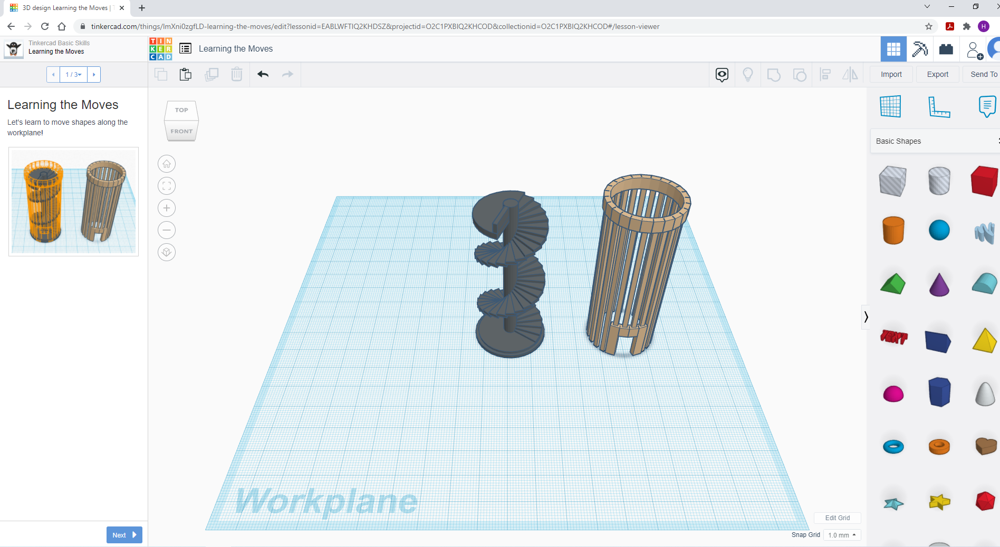 3D design Learning the Moves |
tinkercad.com/things/lmXni0zgfLD-learning-the-moves/edit?lessonid=EABLWFTIQ2KHDSZ&projectid=O2C1PXBIQ2KHCOD&collectionid=O2C1PXBIQ2KHCOD#/lesson-viewer
H
Tinkercad Basic Skills
Learning the Moves
TIN
KER
CAD
Learning the Moves
1 / 3
Import
Export
Send To
Learning the Moves
Let's learn to move shapes along the
workplane!
TOP
FRONT
Basic Shapes
TEXT
Workplane
Edit Grid
Snap Grid
1.0 mm
Next